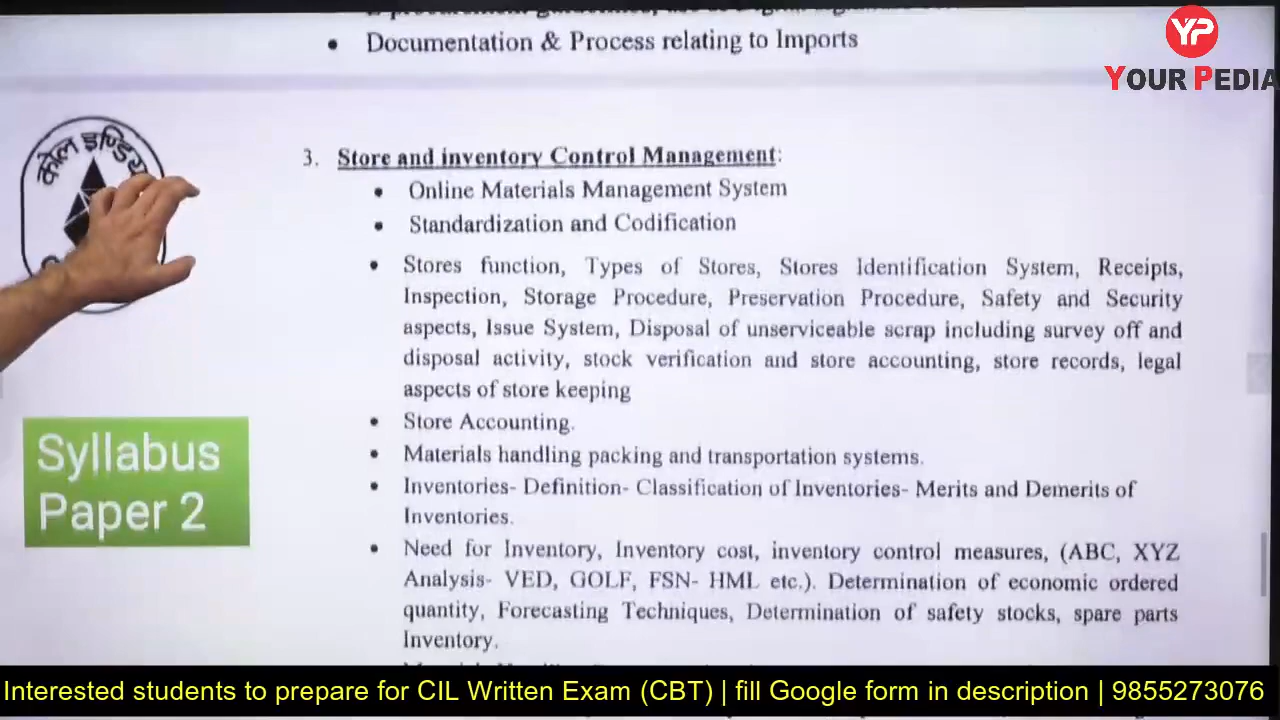 Documentation & Process relating to Imports
YP
YOUR PEDIA
कोल इण्डिया
3. Store and inventory Control Management:
Online Materials Management System
Standardization and Codification
Stores function, Types of Stores, Stores Identification System, Receipts,
Inspection, Storage Procedure, Preservation Procedure, Safety and Security
aspects, Issue System, Disposal of unserviceable scrap including survey off and
disposal activity, stock verification and store accounting, store records, legal
aspects of store keeping
Store Accounting.
Materials handling packing and transportation systems.
Inventories- Definition- Classification of Inventories- Merits and Demerits of
Inventories.
Need for Inventory, Inventory cost, inventory control measures, (ABC, XYZ
Analysis- VED, GOLF, FSN- HML etc.). Determination of economic ordered
quantity, Forecasting Techniques, Determination of safety stocks, spare parts
Inventory.
Syllabus
Paper 2
Interested students to prepare for CIL Written Exam (CBT) | fill Google form in description | 9855273076